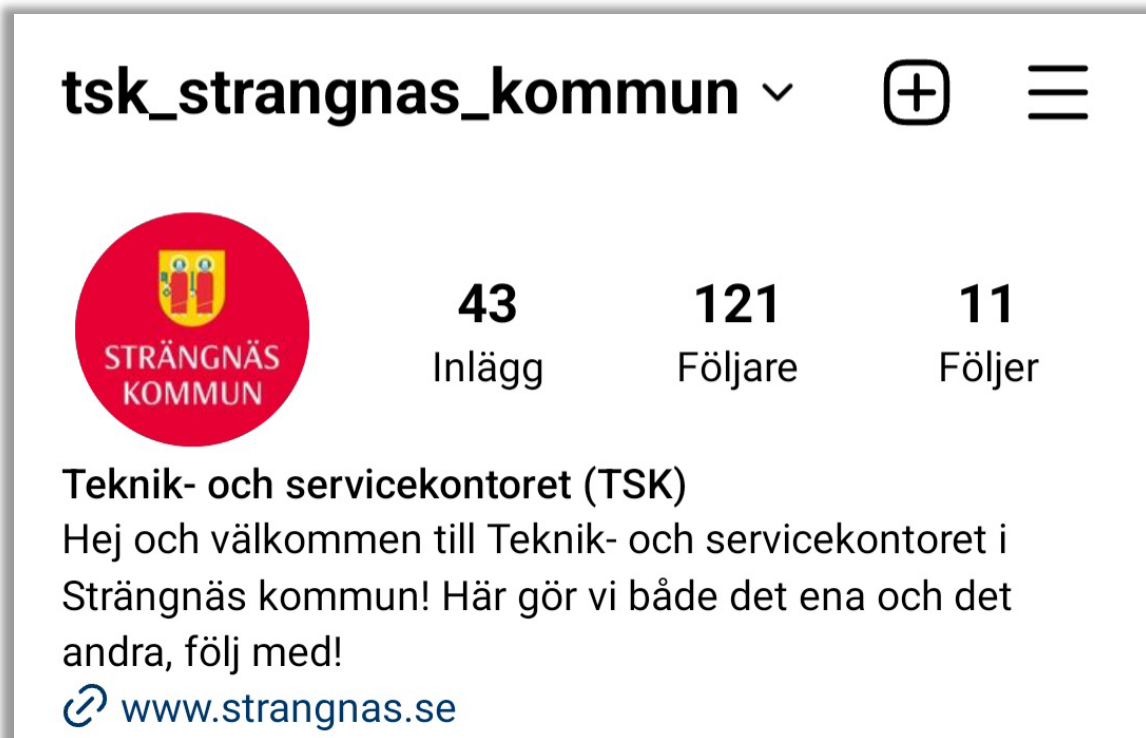 tsk_strangnas_kommun
STRÄNGNÄS
KOMMUN
43
Inlägg
121
Följare
11
Följer
Teknik- och servicekontoret (TSK)
Hej och välkommen till Teknik- och servicekontoret i
Strängnäs kommun! Här gör vi både det ena och det
andra, följ med!
www.strangnas.se